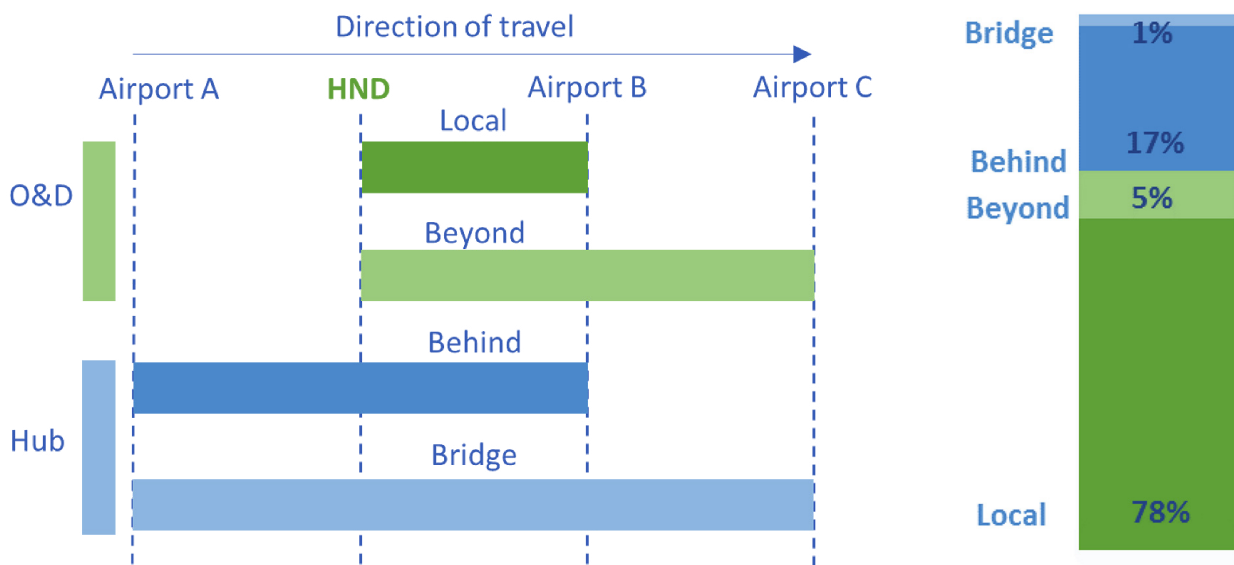 Direction of travel
Airport A
HND
Airport B
Airport C
Local
O&D
Beyond
Behind
Hub
Bridge
Bridge
1%
17%
Behind
5%
Beyond
Local
78%